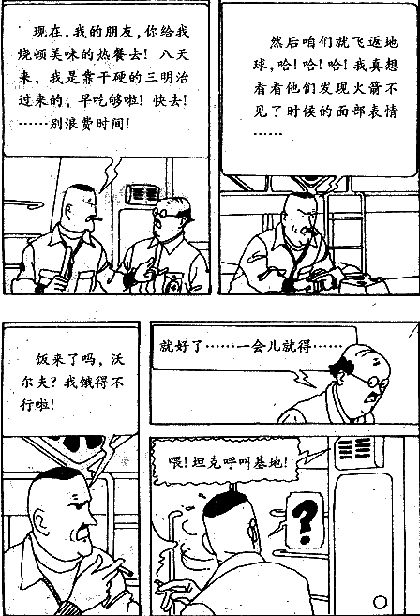 现在,我的朋友,你给我
烧顿美味的热餐去!八天
来,我是靠干硬的三明治
过来的,早吃够啦!快去!
……别浪费时间!
然后咱们就飞返地
球,哈!哈!哈!我真想
看看他们发现火箭不
见了时候的面部表情
……
饭来了吗,沃
尔夫?我饿得不
行啦!
就好了………一会儿就得……
喂!坦克呼叫基地!
?